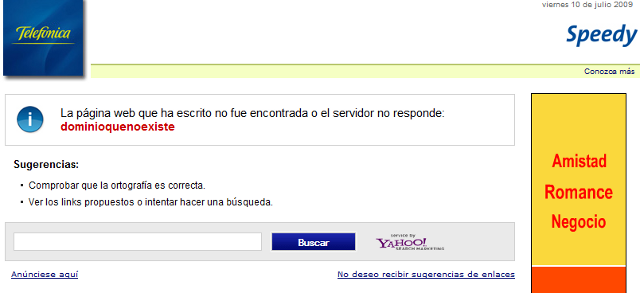 viernes 10 de julio 2009
Telefónica
Speedy
Conozca más
La página web que ha escrito no fue encontrada o el servidor no responde:
dominioquenoexiste
Sugerencias:
• Comprobar que la ortografía es correcta.
• Ver los links propuestos o intentar hacer una búsqueda.
Buscar
service by
YAHOO!
SEARCH MARKETING
Anúnciese aquí
No deseo recibir sugerencias de enlaces
Amistad
Romance
Negocio